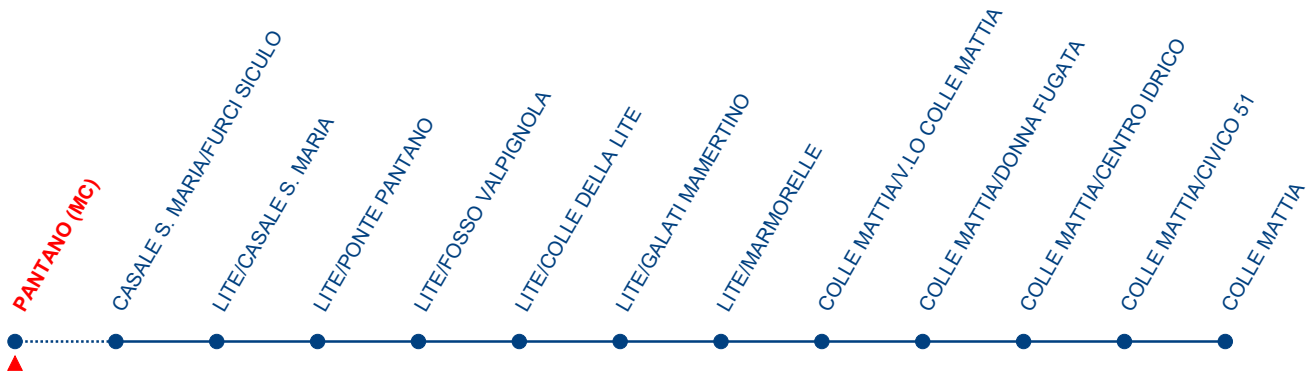 PANTANO (MC)
CASALE S. MARIA/FURCI SICULO
LITE/CASALE S. MARIA
LITE/PONTE PANTANO
LITE/FOSSO VALPIGNOLA
LITE/COLLE DELLA LITE
LITE/GALATI MAMERTINO
LITE/MARMORELLE
COLLE MATTIA/V.LO COLLE MATTIA
COLLE MATTIA/DONNA FUGATA
COLLE MATTIA/CENTRO IDRICO
COLLE MATTIA/CIVICO 51
COLLE MATTIA